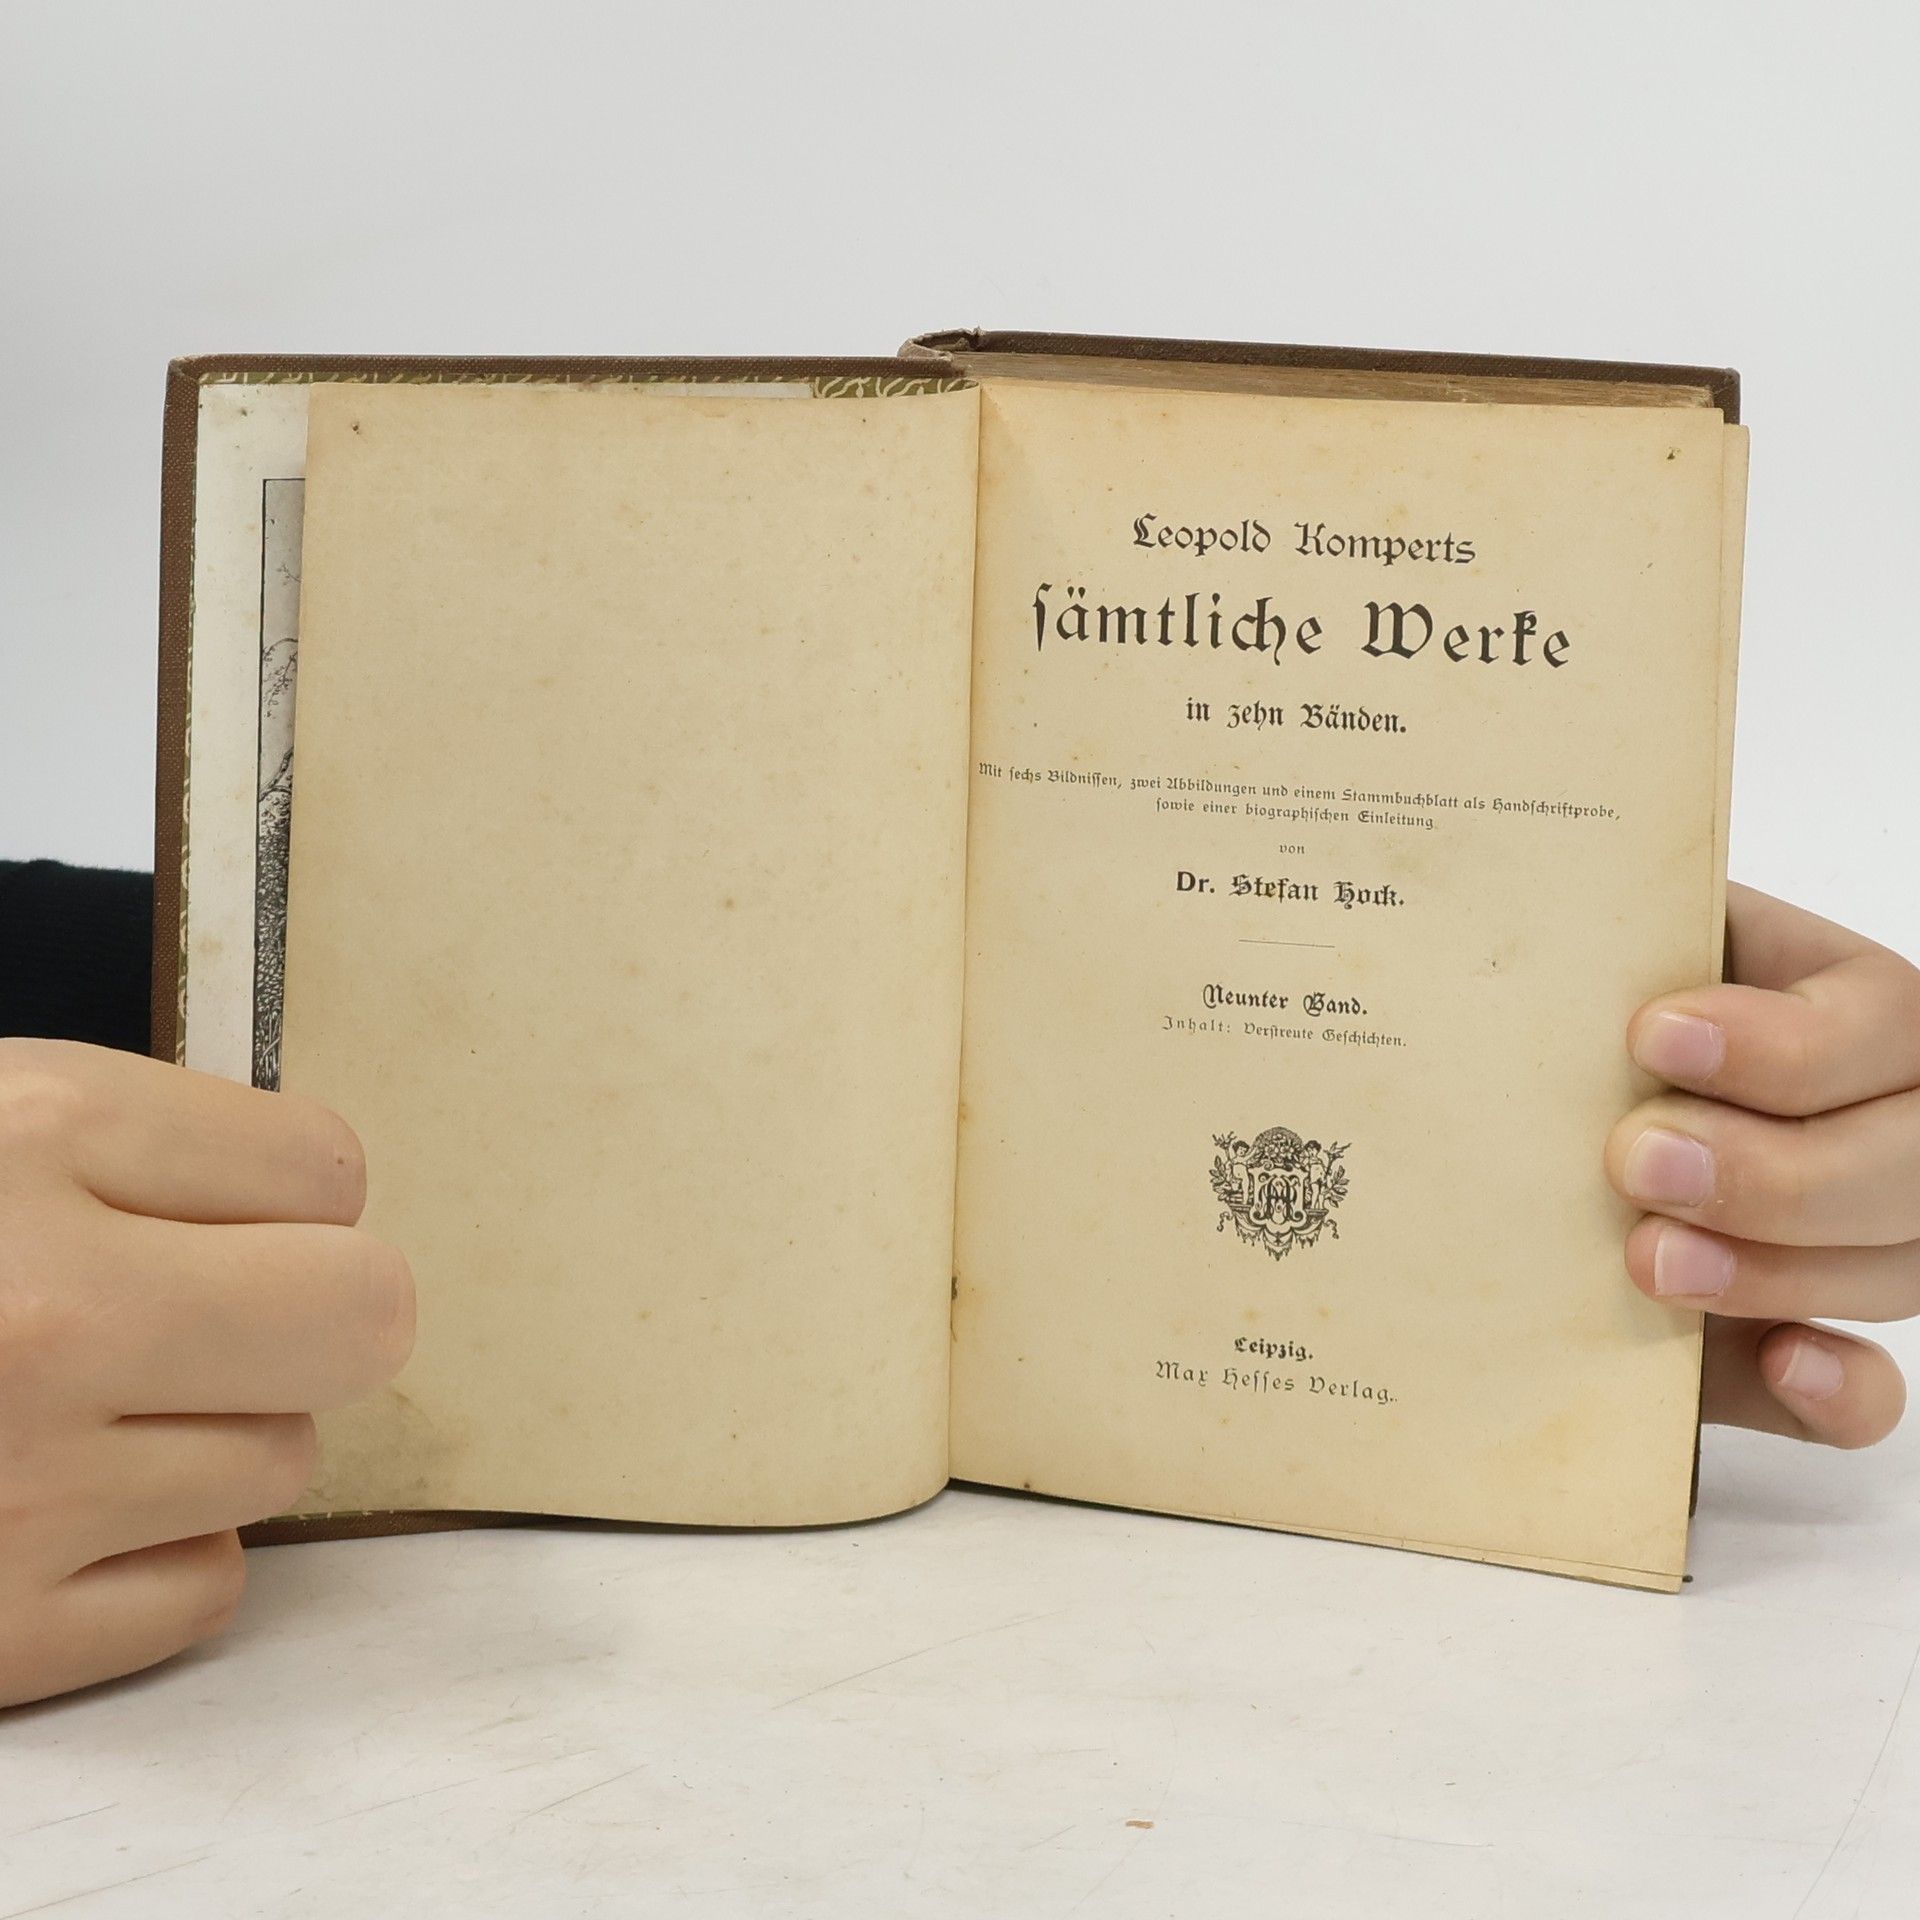 Leopold Komperts
ſämtliche Werke
in zehn Bänden.
Mit ſechs Bildniſſen, zwei Abbildungen und einem Stammbuchblatt als Handſchriftprobe,
ſowie einer biographiſchen Einleitung
von
Dr. Stefan Hock.
Neunter Band.
Inhalt: Verſtreute Geſchichten.
Leipzig.
Max Heſſes Verlag.